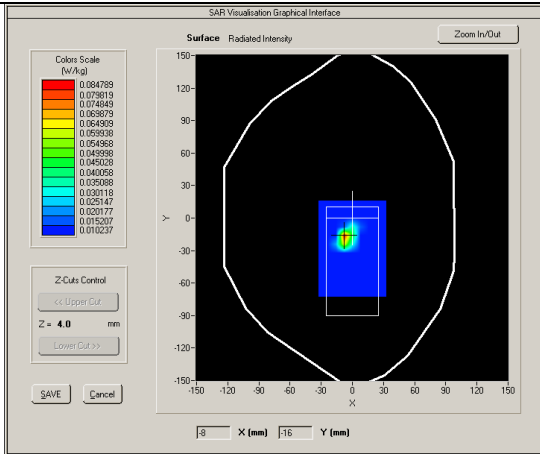 SAR Visualisation Graphical Interface
Surface Radiated Intensity
Zoom In/Out
Colors Scale
(W/kg)
0.084789
0.079819
0.074849
0.069879
0.064909
0.059938
0.054968
0.049998
0.045028
0.040058
0.035088
0.030118
0.025147
0.020177
0.015207
0.010237
Z-Cuts Control
<< Upper Cut
Z = 4.0 mm
Lower Cut >>
SAVE
Cancel
150
120
90
60
30
0
-30
-60
-90
-120
-150
Y
-150 -120 -90 -60 -30 0 30 60 90 120 150
X
-8 X (mm) -16 Y (mm)